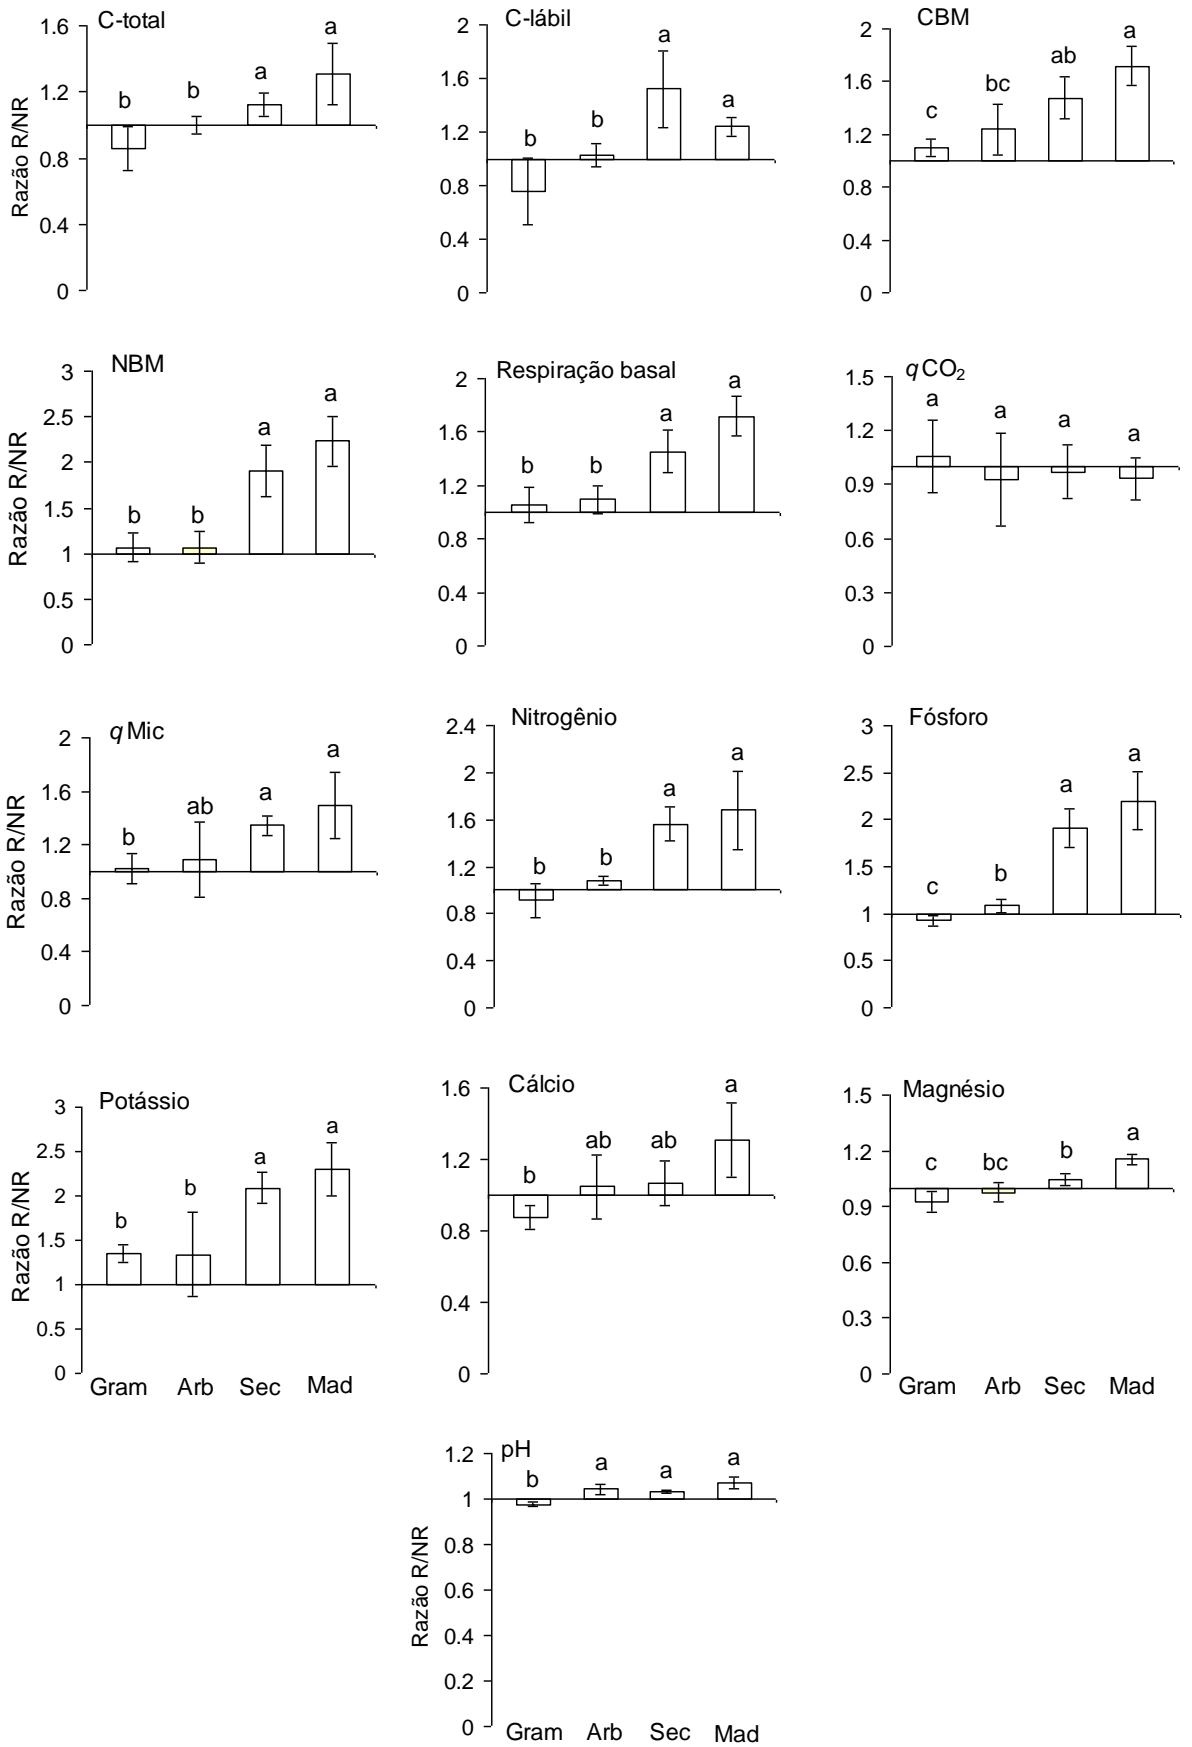 C-total
1.6
1.2
0.8
0.4
0
Razão R/NR
b
b
a
a
C-lábil
2
1.6
1.2
0.8
0.4
0
b
b
a
a
CBM
2
1.6
1.2
0.8
0.4
0
c
bc
ab
a
NBM
3
2.5
2
1.5
1
0.5
0
Razão R/NR
b
b
a
a
Respiração basal
2
1.6
1.2
0.8
0.4
0
b
b
a
a
qCO2
1.5
1.2
0.9
0.6
0.3
0
a
a
a
a
qMic
2
1.6
1.2
0.8
0.4
0
Razão R/NR
b
ab
a
a
Nitrogênio
2.4
2
1.6
1.2
0.8
0.4
0
b
b
a
a
Fósforo
3
2.5
2
1.5
1
0.5
0
c
b
a
a
Potássio
3
2.5
2
1.5
1
0.5
0
Razão R/NR
b
b
a
a
Gram Arb Sec Mad
Cálcio
1.6
1.2
0.8
0.4
0
b
ab
ab
a
Magnésio
1.5
1.2
0.9
0.6
0.3
0
c
bc
b
a
Gram Arb Sec Mad
pH
1.2
1
0.8
0.6
0.4
0.2
0
Razão R/NR
b
a
a
a
Gram Arb Sec Mad